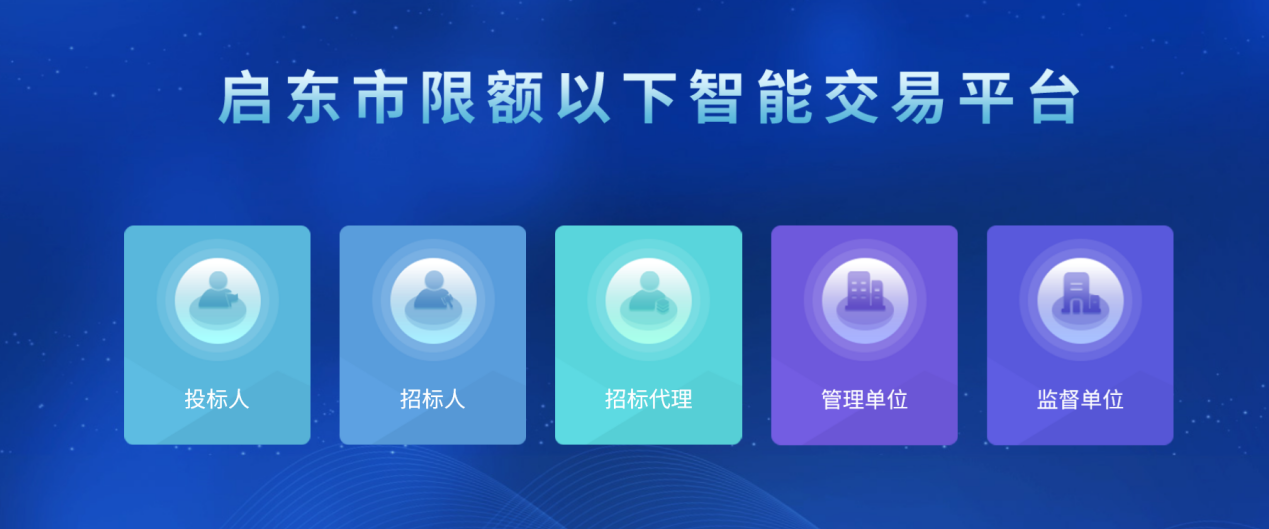 启东市限额以下智能交易平台
投标人
招标人
招标代理
管理单位
监督单位